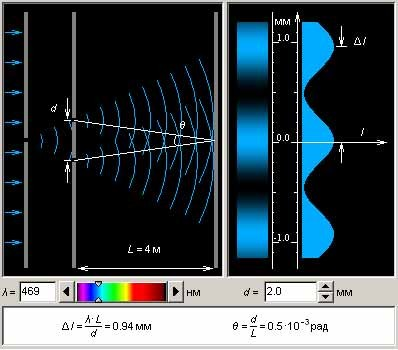 мм
1.0
Δl
d
θ
0.0
I
L = 4 м
-1.0
λ = 469 нм
d = 2.0 мм
Δl = λ·L/d = 0.94 мм
θ = d/L = 0.5·10⁻³ рад